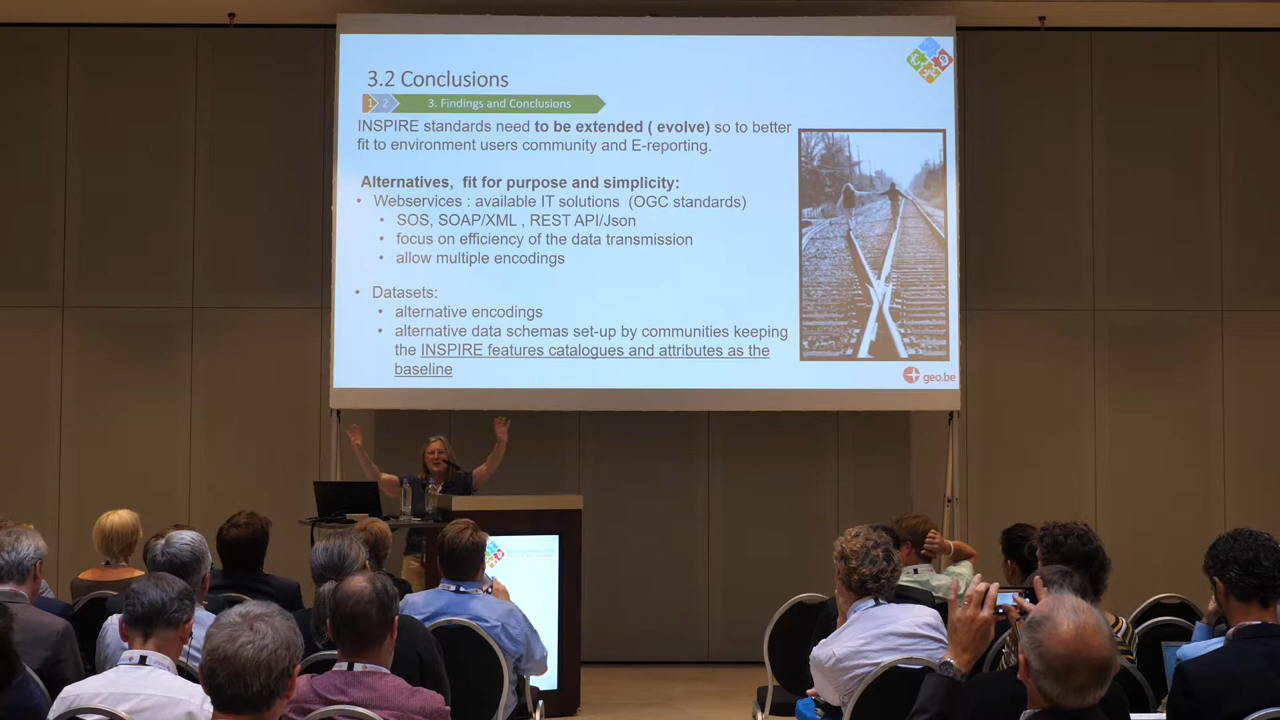 3.2 Conclusions
1 2 3. Findings and Conclusions
INSPIRE standards need to be extended ( evolve) so to better
fit to environment users community and E-reporting.
Alternatives, fit for purpose and simplicity:
• Webservices : available IT solutions (OGC standards)
• SOS, SOAP/XML , REST API/Json
• focus on efficiency of the data transmission
• allow multiple encodings
• Datasets:
• alternative encodings
• alternative data schemas set-up by communities keeping
the INSPIRE features catalogues and attributes as the
baseline
geo.be